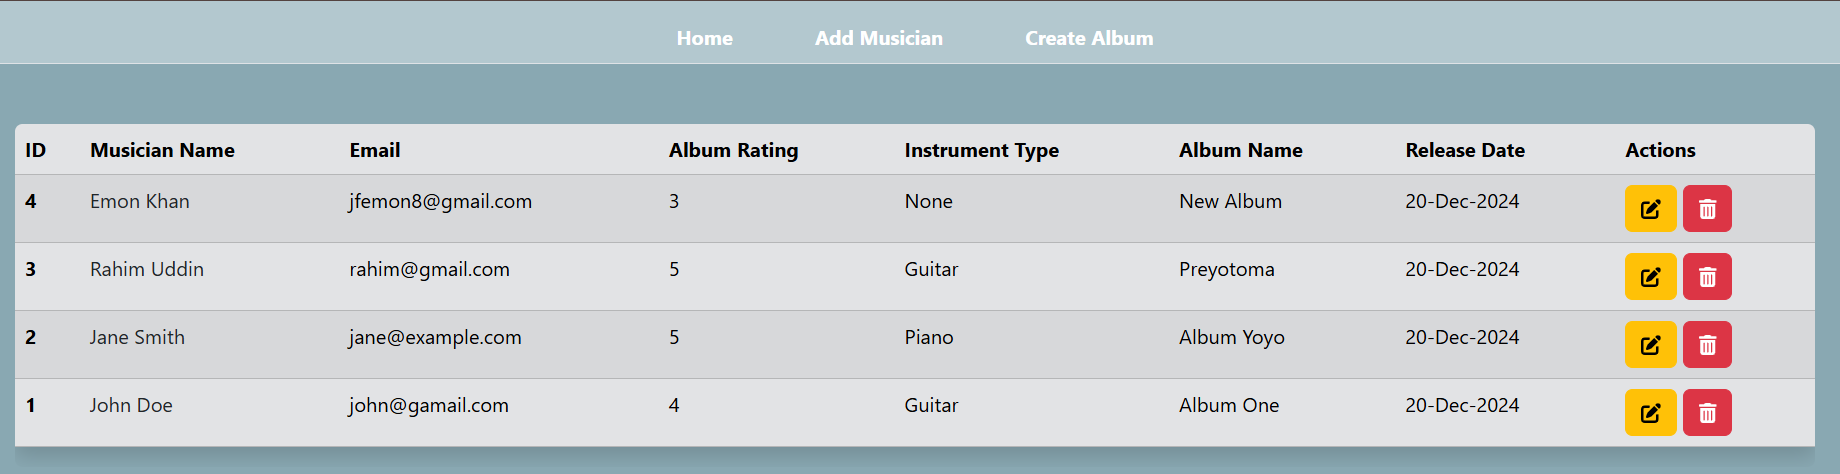 Home Add Musician Create Album
ID Musician Name Email Album Rating Instrument Type Album Name Release Date Actions
4 Emon Khan jfemon8@gmail.com 3 None New Album 20-Dec-2024
3 Rahim Uddin rahim@gmail.com 5 Guitar Preyotoma 20-Dec-2024
2 Jane Smith jane@example.com 5 Piano Album Yoyo 20-Dec-2024
1 John Doe john@gamail.com 4 Guitar Album One 20-Dec-2024